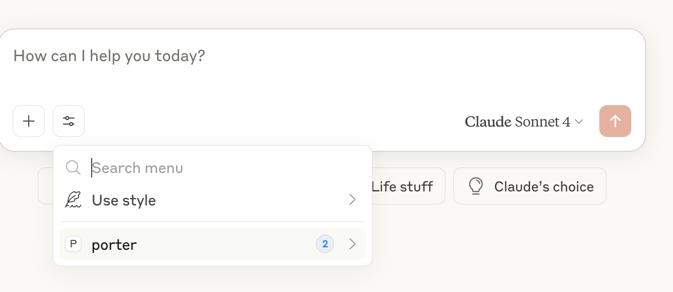 How can I help you today?
Claude Sonnet 4
Search menu
Use style
Life stuff
Claude's choice
P porter 2